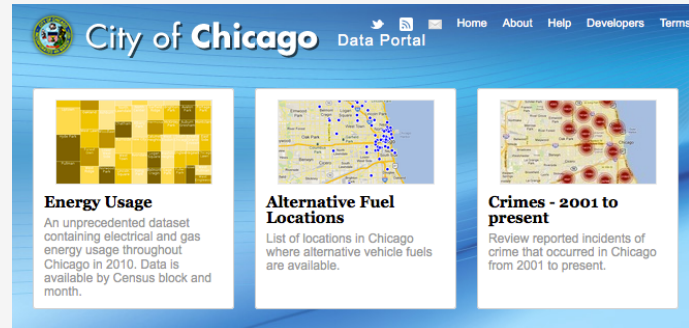 City of Chicago
Data Portal
Home About Help Developers Terms
Energy Usage
An unprecedented dataset
containing electrical and gas
energy usage throughout
Chicago in 2010. Data is
available by Census block and
month.
Alternative Fuel
Locations
List of locations in Chicago
where alternative vehicle fuels
are available.
Crimes - 2001 to
present
Review reported incidents of
crime that occurred in Chicago
from 2001 to present.